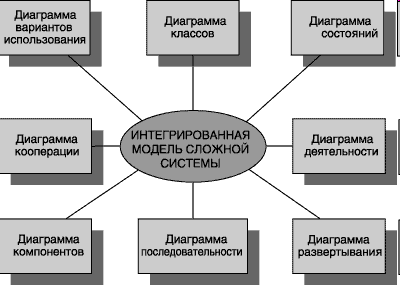 Диаграмма
вариантов
использования
Диаграмма
классов
Диаграмма
состояний
Диаграмма
кооперации
ИНТЕГРИРОВАННАЯ
МОДЕЛЬ СЛОЖНОЙ
СИСТЕМЫ
Диаграмма
деятельности
Диаграмма
компонентов
Диаграмма
последовательности
Диаграмма
развертывания